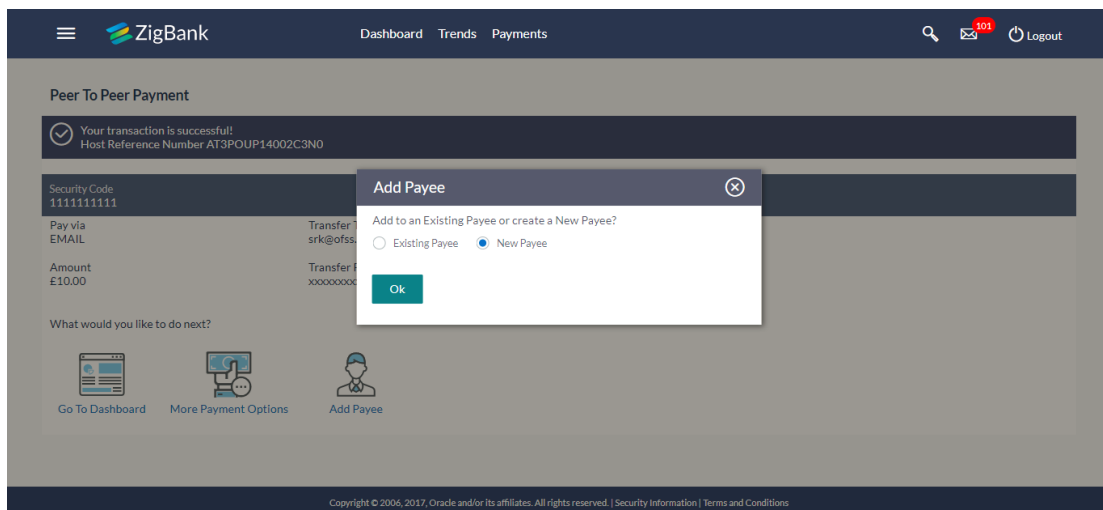 ZigBank
Dashboard Trends Payments
101
Logout
Peer To Peer Payment
Your transaction is successful!
Host Reference Number AT3POUP14002C3N0
Security Code
1111111111
Add Payee
Add to an Existing Payee or create a New Payee?
Existing Payee New Payee
Ok
Pay via
EMAIL
Transfer
srk@ofss.
Amount
£10.00
Transfer
What would you like to do next?
Go To Dashboard More Payment Options Add Payee
Copyright © 2006, 2017, Oracle and/or its affiliates. All rights reserved. | Security Information | Terms and Conditions